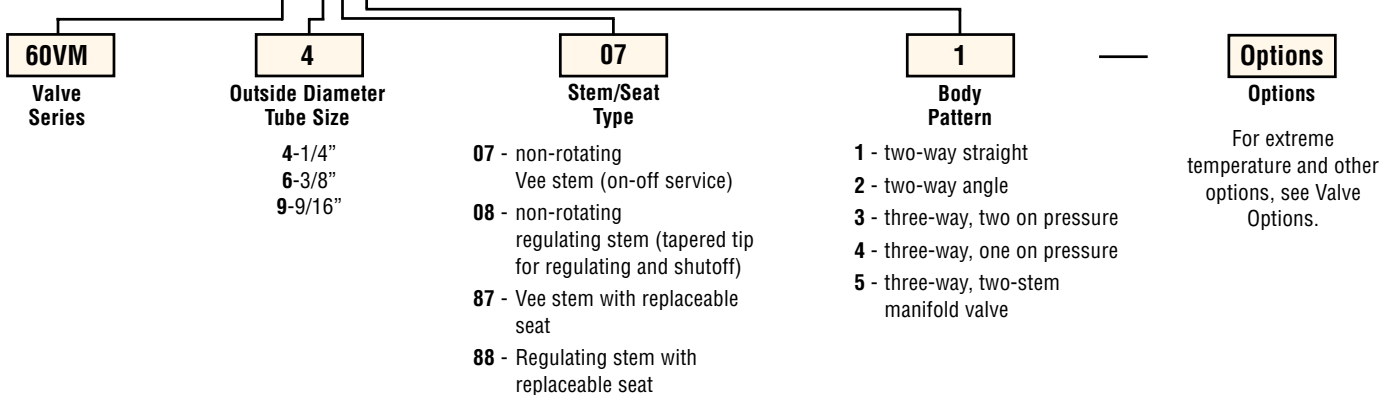 60VM
Valve
Series
4
Outside Diameter
Tube Size
4-1/4”
6-3/8”
9-9/16”
07
Stem/Seat
Type
07 - non-rotating
Vee stem (on-off service)
08 - non-rotating
regulating stem (tapered tip
for regulating and shutoff)
87 - Vee stem with replaceable
seat
88 - Regulating stem with
replaceable seat
1
Body
Pattern
1 - two-way straight
2 - two-way angle
3 - three-way, two on pressure
4 - three-way, one on pressure
5 - three-way, two-stem
manifold valve
Options
Options
For extreme
temperature and other
options, see Valve
Options.